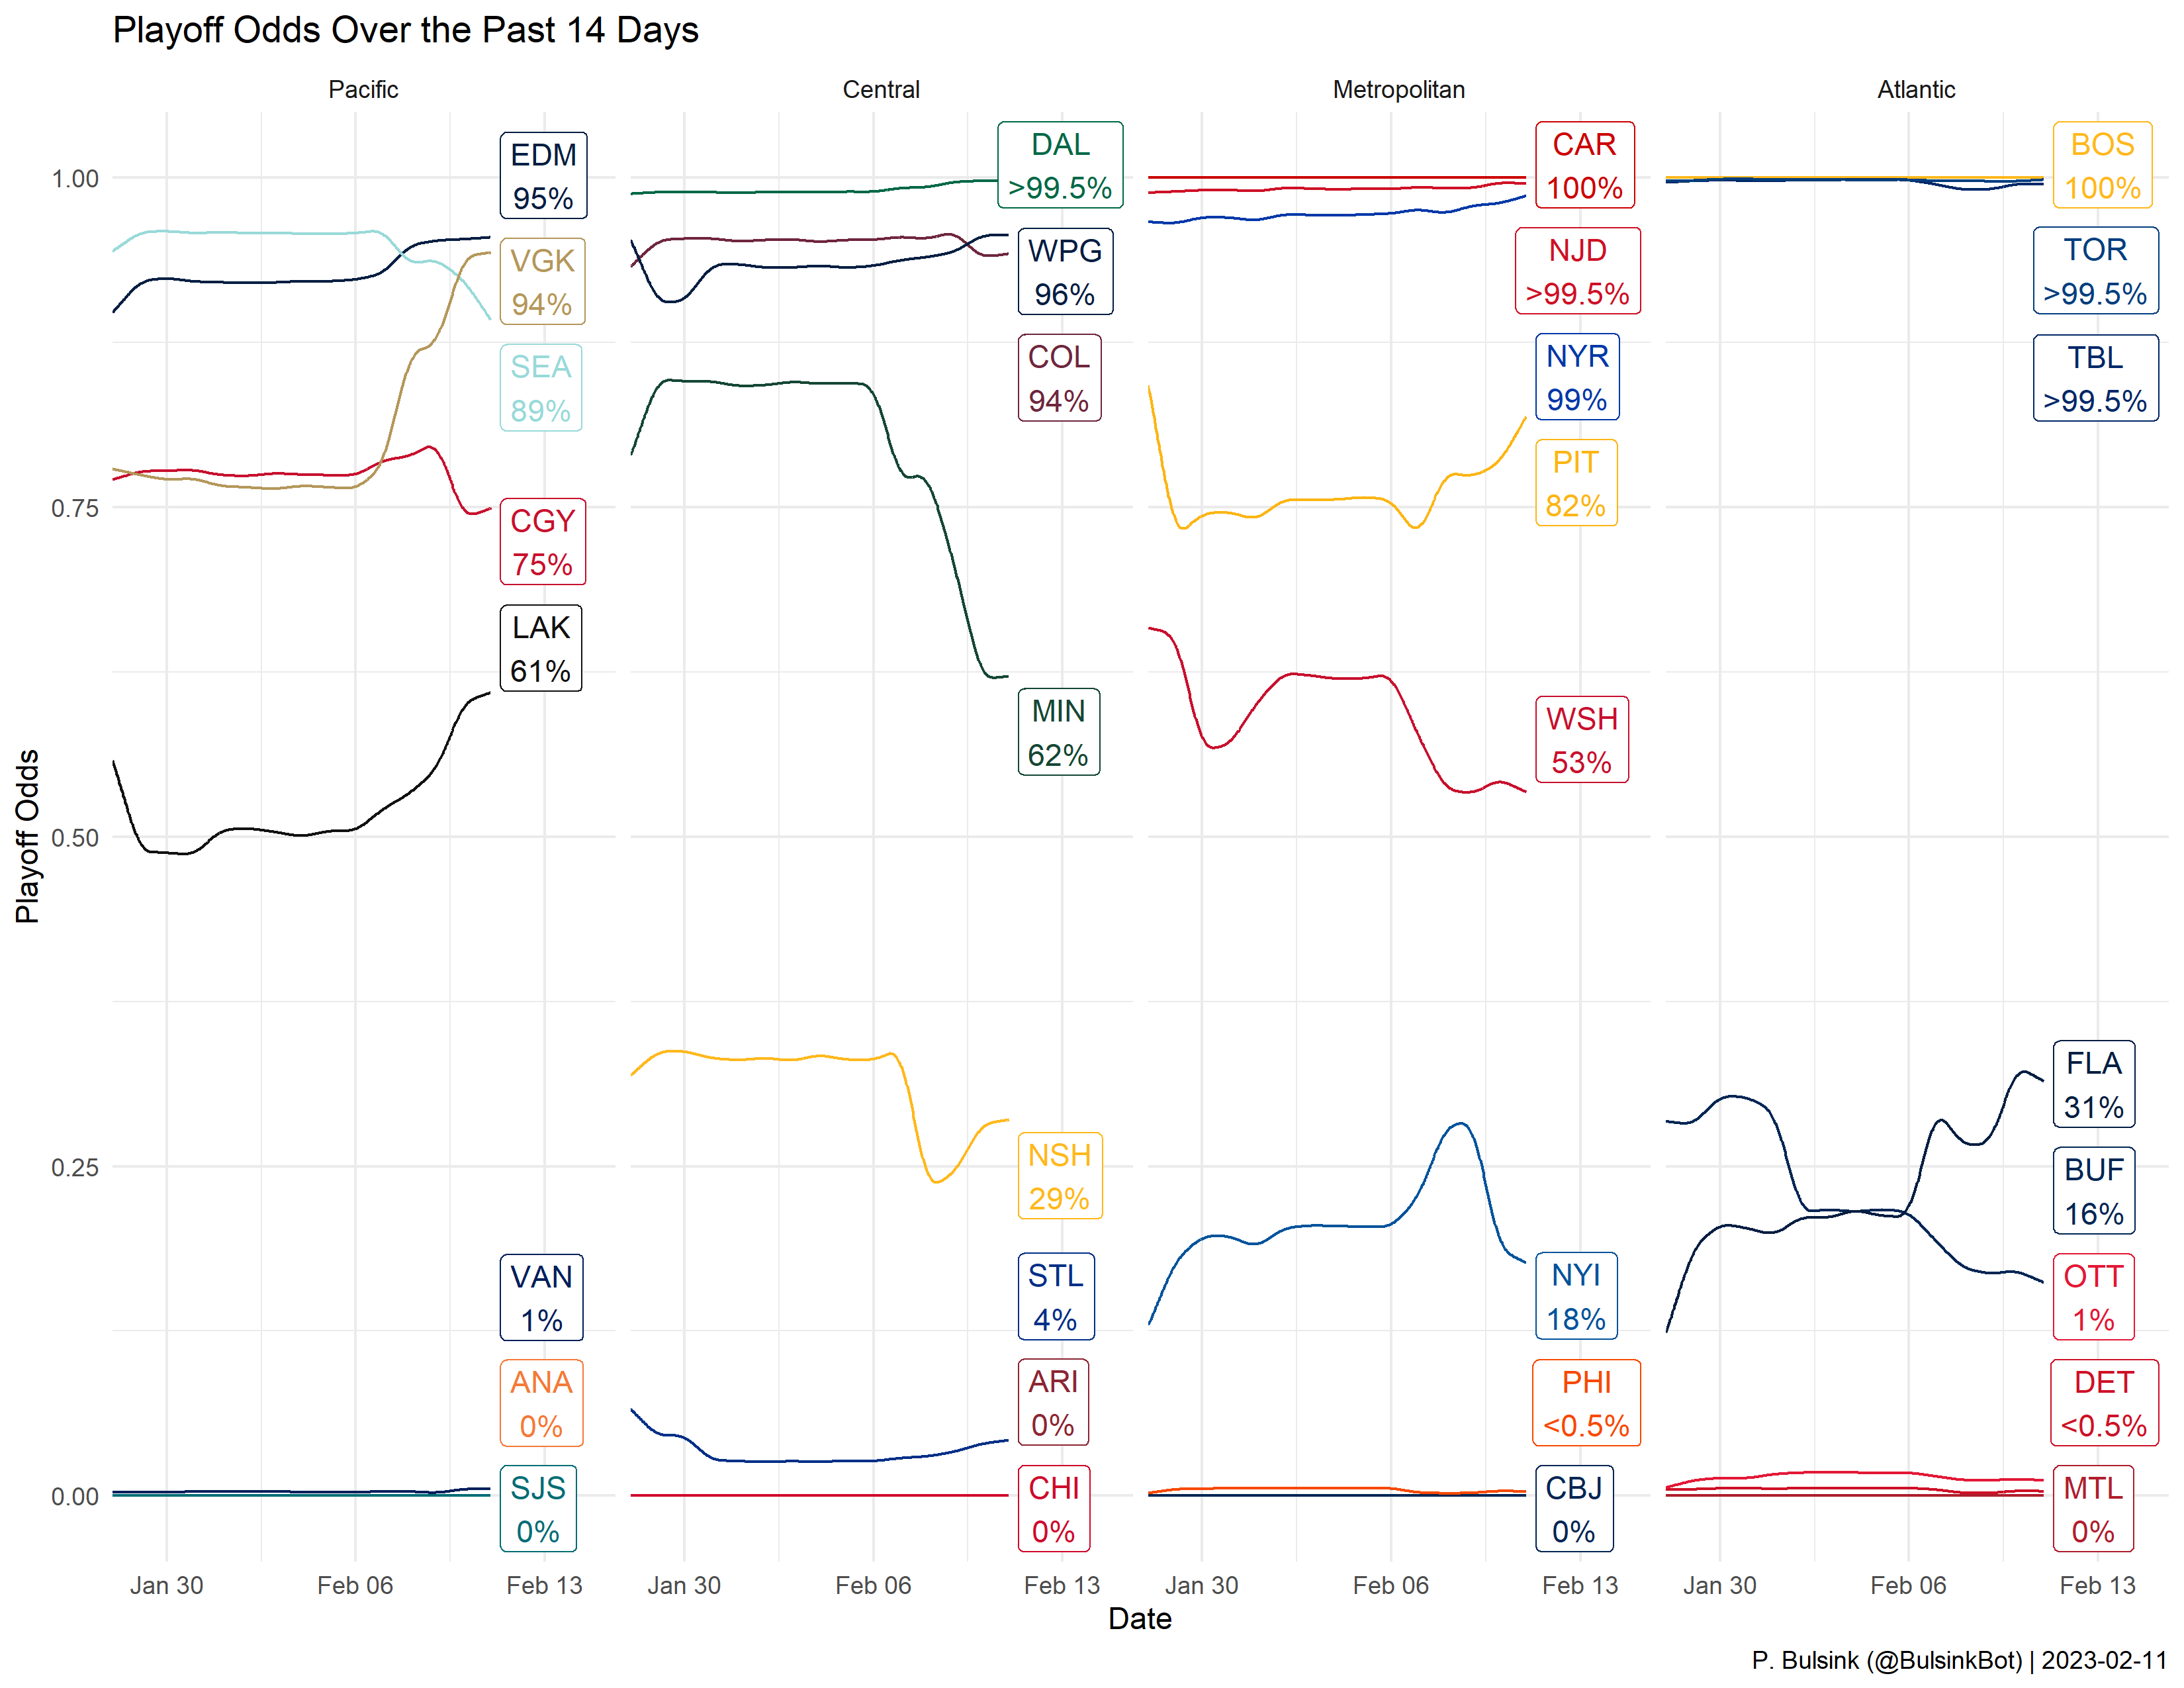 Playoff Odds Over the Past 14 Days
Pacific
Central
Metropolitan
Atlantic
Playoff Odds
1.00
0.75
0.50
0.25
0.00
EDM
95%
VGK
94%
SEA
89%
CGY
75%
LAK
61%
VAN
1%
ANA
0%
SJS
0%
DAL
>99.5%
WPG
96%
COL
94%
MIN
62%
NSH
29%
STL
4%
ARI
0%
CHI
0%
CAR
100%
NJD
>99.5%
NYR
99%
PIT
82%
WSH
53%
NYI
18%
PHI
<0.5%
CBJ
0%
BOS
100%
TOR
>99.5%
TBL
>99.5%
FLA
31%
BUF
16%
OTT
1%
DET
<0.5%
MTL
0%
Jan 30 Feb 06 Feb 13
Jan 30 Feb 06 Feb 13
Jan 30 Feb 06 Feb 13
Jan 30 Feb 06 Feb 13
Date
P. Bulsink (@BulsinkBot) | 2023-02-11